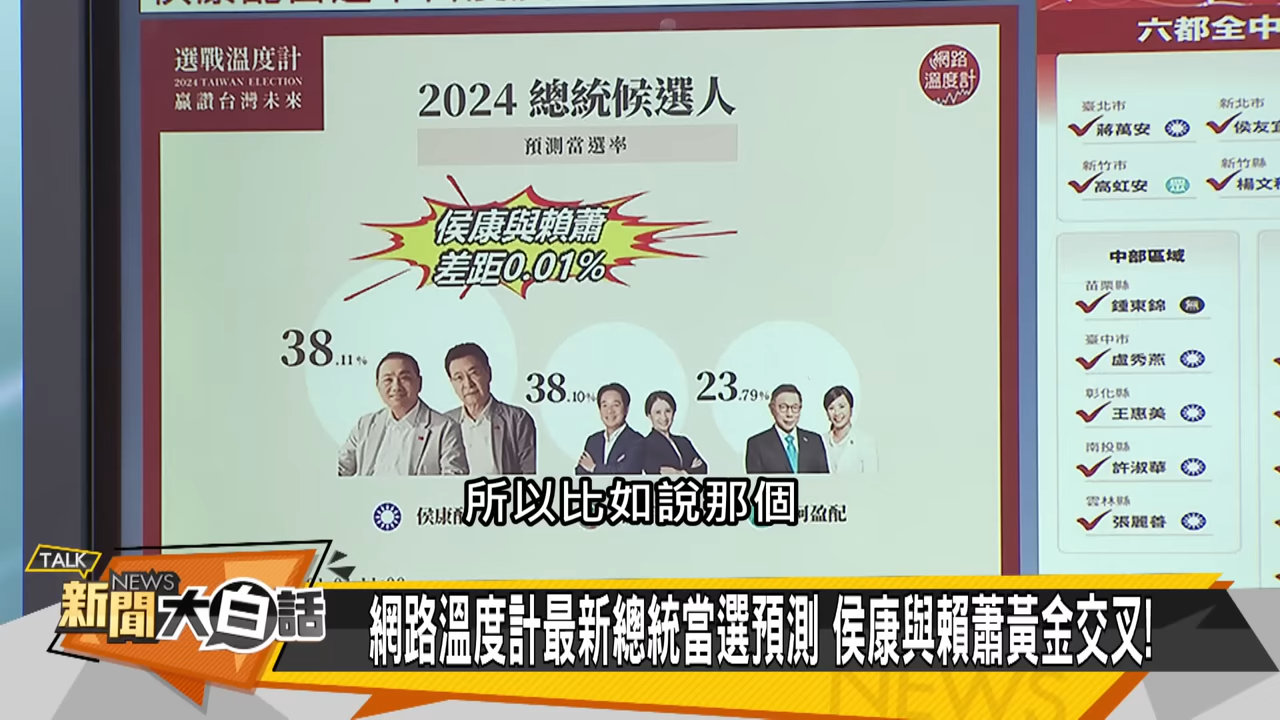 選戰溫度計
2024 TAIWAN ELECTION
贏讚台灣未來
2024 總統候選人
預測當選率
網路
溫度計
侯康與賴蕭
差距0.01%
38.11%
38.10%
23.79%
侯康
柯盈配
所以比如說那個
六都全中
臺北市
蔣萬安
新北市
侯友宜
新竹市
高虹安
眾
新竹縣
楊文科
中部區域
苗栗縣
鍾東錦
無
臺中市
盧秀燕
彰化縣
王惠美
南投縣
許淑華
雲林縣
張麗善
TALK
NEWS
新聞大白話
網路溫度計最新總統當選預測 侯康與賴蕭黃金交叉!
NEWS